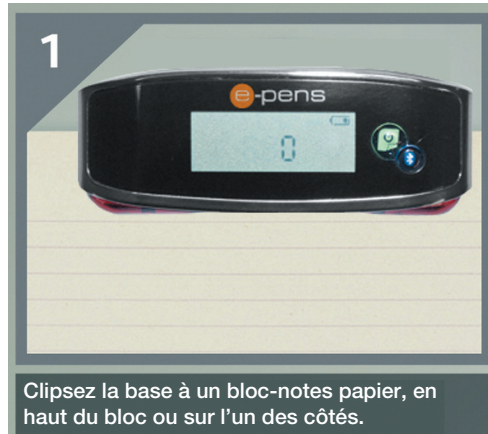 1
e-pens
0
Clipsez la base à un bloc-notes papier, en
haut du bloc ou sur l'un des côtés.